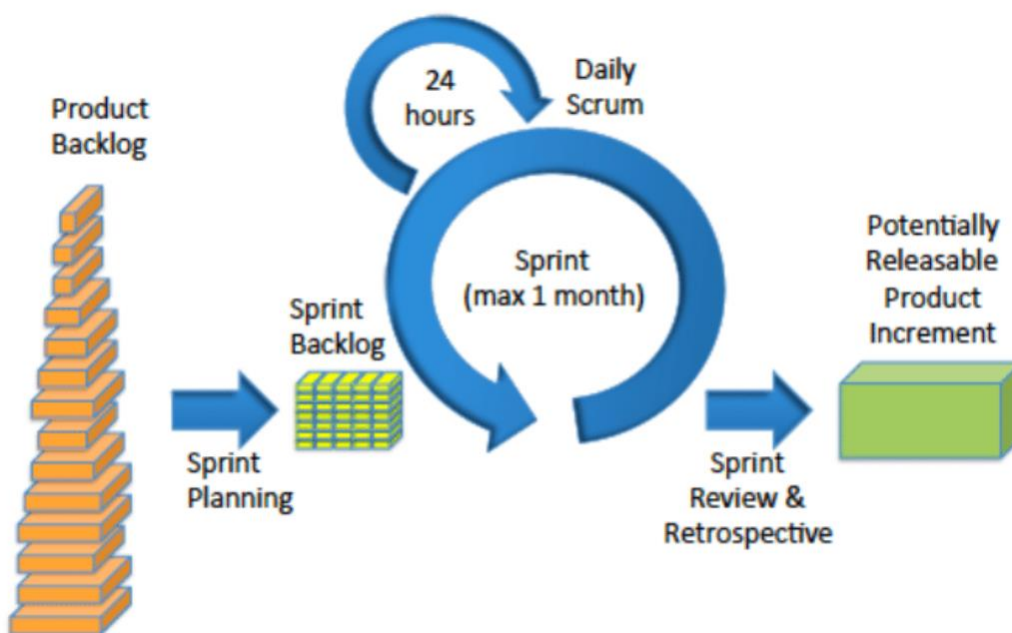 Product
Backlog
24
hours
Daily
Scrum
Sprint
(max 1 month)
Sprint
Backlog
Sprint
Planning
Sprint
Review &
Retrospective
Potentially
Releasable
Product
Increment